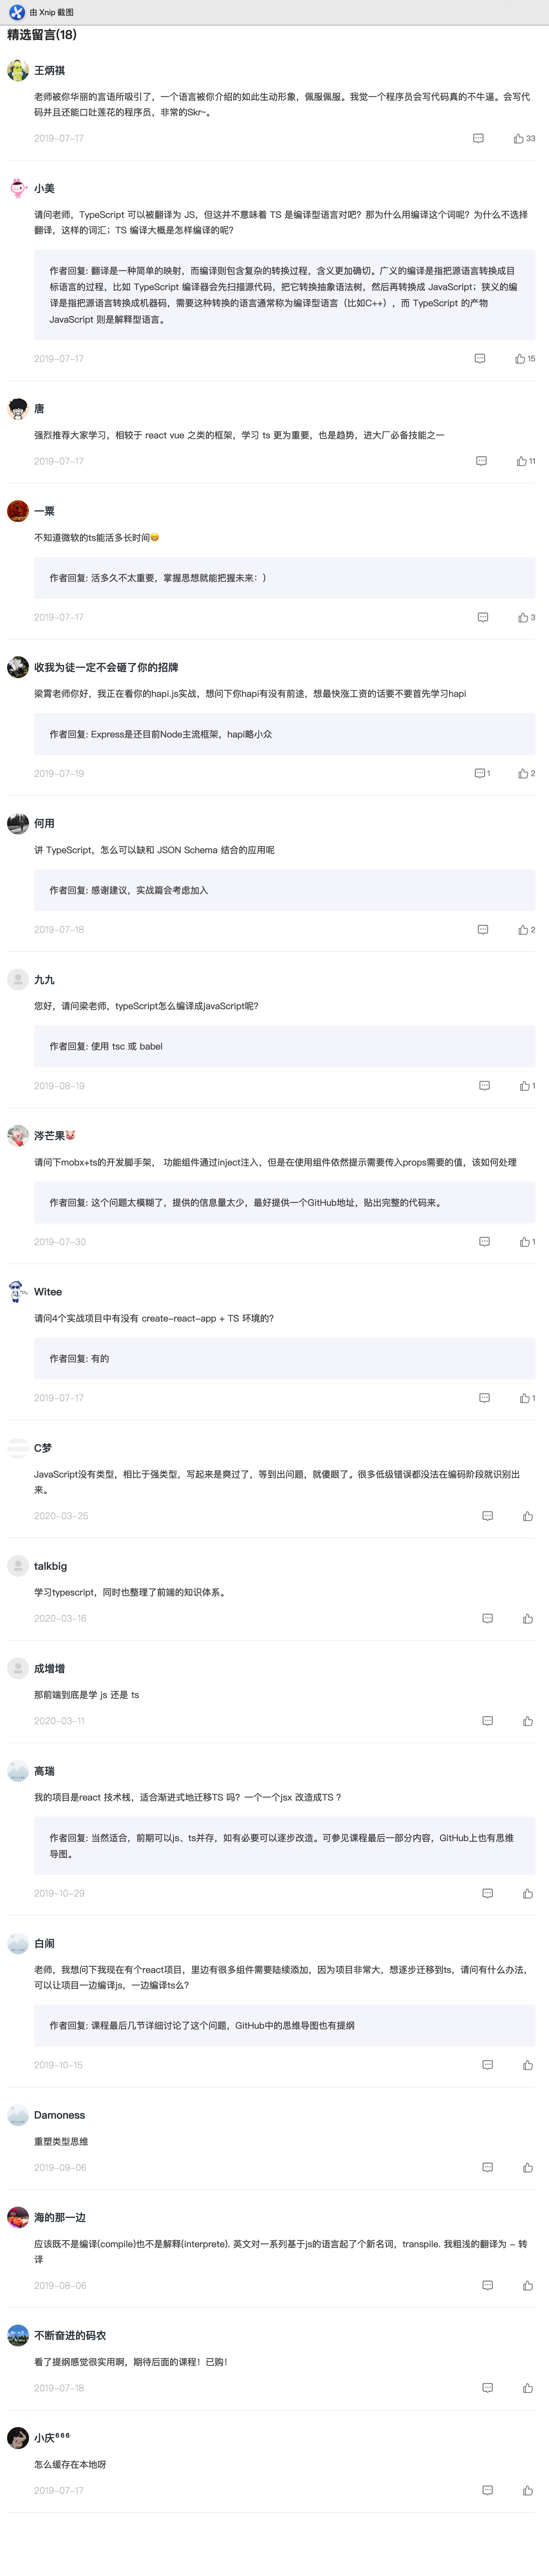 由 Xnip 截图
精选留言(18)
王炳祺
老师被你华丽的言语所吸引了，一个语言被你介绍的如此生动形象，佩服佩服。我觉一个程序员会写代码真的不牛逼。会写代
码并且还能口吐莲花的程序员，非常的Skr~。
2019-07-17
33
小美
请问老师，TypeScript 可以被翻译为 JS，但这并不意味着 TS 是编译型语言对吧？那为什么用编译这个词呢？为什么不选择
翻译，这样的词汇；TS 编译大概是怎样编译的呢？
作者回复: 翻译是一种简单的映射，而编译则包含复杂的转换过程，含义更加确切。广义的编译是指把源语言转换成目
标语言的过程，比如 TypeScript 编译器会先扫描源代码，把它转换抽象语法树，然后再转换成 JavaScript；狭义的编
译是指把源语言转换成机器码，需要这种转换的语言通常称为编译型语言（比如C++），而 TypeScript 的产物
JavaScript 则是解释型语言。
2019-07-17
15
唐
强烈推荐大家学习，相较于 react vue 之类的框架，学习 ts 更为重要，也是趋势，进大厂必备技能之一
2019-07-17
11
一粟
不知道微软的ts能活多长时间😄
作者回复: 活多久不太重要，掌握思想就能把握未来：）
2019-07-17
3
收我为徒一定不会砸了你的招牌
梁霄老师你好，我正在看你的hapi.js实战，想问下你hapi有没有前途，想最快涨工资的话要不要首先学习hapi
作者回复: Express是还目前Node主流框架，hapi略小众
2019-07-19
1
2
何用
讲 TypeScript，怎么可以缺和 JSON Schema 结合的应用呢
作者回复: 感谢建议，实战篇会考虑加入
2019-07-18
2
九九
您好，请问梁老师，typeScript怎么编译成javaScript呢？
作者回复: 使用 tsc 或 babel
2019-08-19
1
涔芒果🐷
请问下mobx+ts的开发脚手架， 功能组件通过inject注入，但是在使用组件依然提示需要传入props需要的值，该如何处理
作者回复: 这个问题太模糊了，提供的信息量太少，最好提供一个GitHub地址，贴出完整的代码来。
2019-07-30
1
Witee
请问4个实战项目中有没有 create-react-app + TS 环境的？
作者回复: 有的
2019-07-17
1
C梦
JavaScript没有类型，相比于强类型，写起来是爽过了，等到出问题，就傻眼了。很多低级错误都没法在编码阶段就识别出
来。
2020-03-25
talkbig
学习typescript，同时也整理了前端的知识体系。
2020-03-16
成增增
那前端到底是学 js 还是 ts
2020-03-11
高瑞
我的项目是react 技术栈，适合渐进式地迁移TS 吗？一个一个jsx 改造成TS ？
作者回复: 当然适合，前期可以js、ts并存，如有必要可以逐步改造。可参见课程最后一部分内容，GitHub上也有思维
导图。
2019-10-29
白闹
老师，我想问下我现在有个react项目，里边有很多组件需要陆续添加，因为项目非常大，想逐步迁移到ts，请问有什么办法，
可以让项目一边编译js，一边编译ts么?
作者回复: 课程最后几节详细讨论了这个问题，GitHub中的思维导图也有提纲
2019-10-15
Damoness
重塑类型思维
2019-09-06
海的那一边
应该既不是编译(compile)也不是解释(interprete). 英文对一系列基于js的语言起了个新名词，transpile. 我粗浅的翻译为 - 转
译
2019-08-06
不断奋进的码农
看了提纲感觉很实用啊，期待后面的课程！已购！
2019-07-18
小庆⁶⁶⁶
怎么缓存在本地呀
2019-07-17